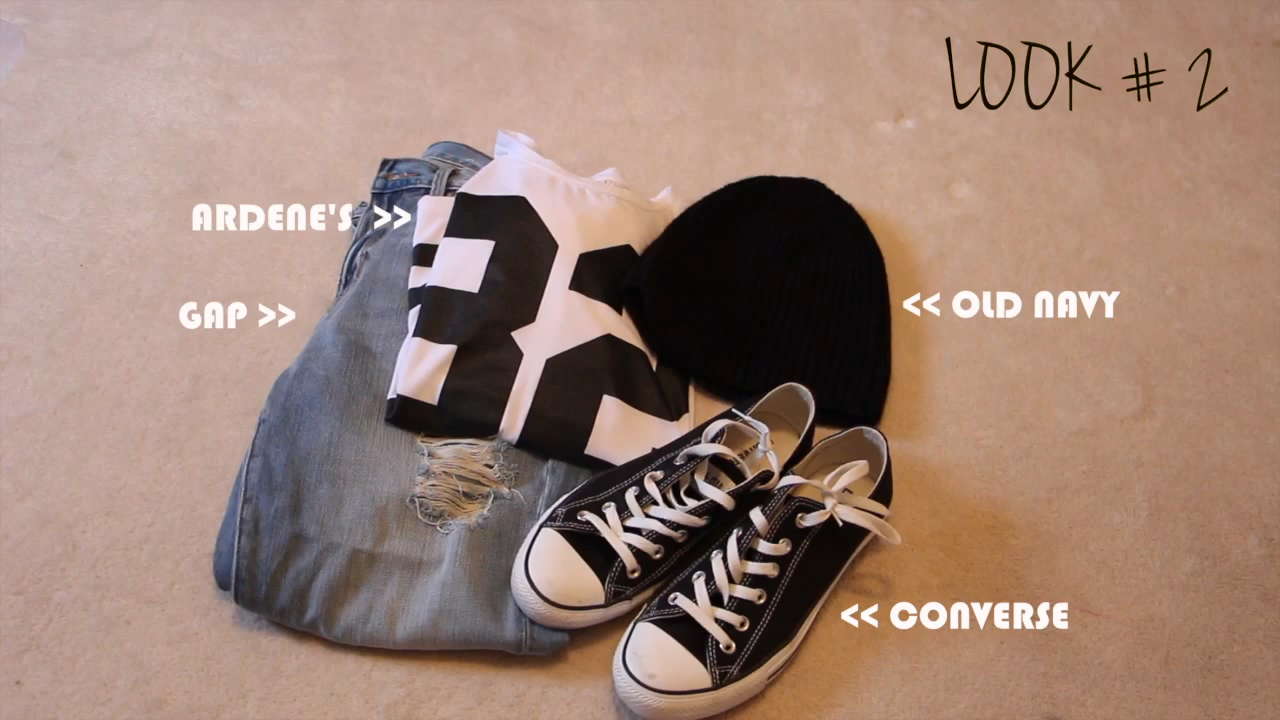 LOOK # 2
ARDENE'S >>
GAP >>
<< OLD NAVY
<< CONVERSE